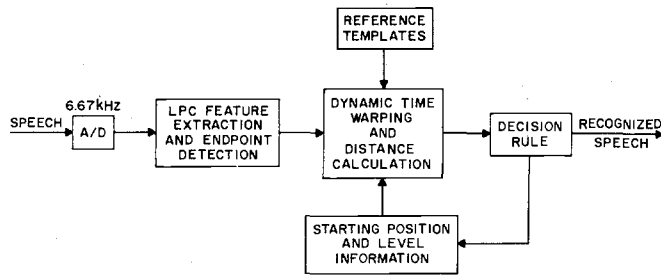 REFERENCE
TEMPLATES
6.67kHz
SPEECH
A/D
LPC FEATURE
EXTRACTION
AND ENDPOINT
DETECTION
DYNAMIC TIME
WARPING
AND
DISTANCE
CALCULATION
DECISION
RULE
RECOGNIZED
SPEECH
STARTING POSITION
AND LEVEL
INFORMATION